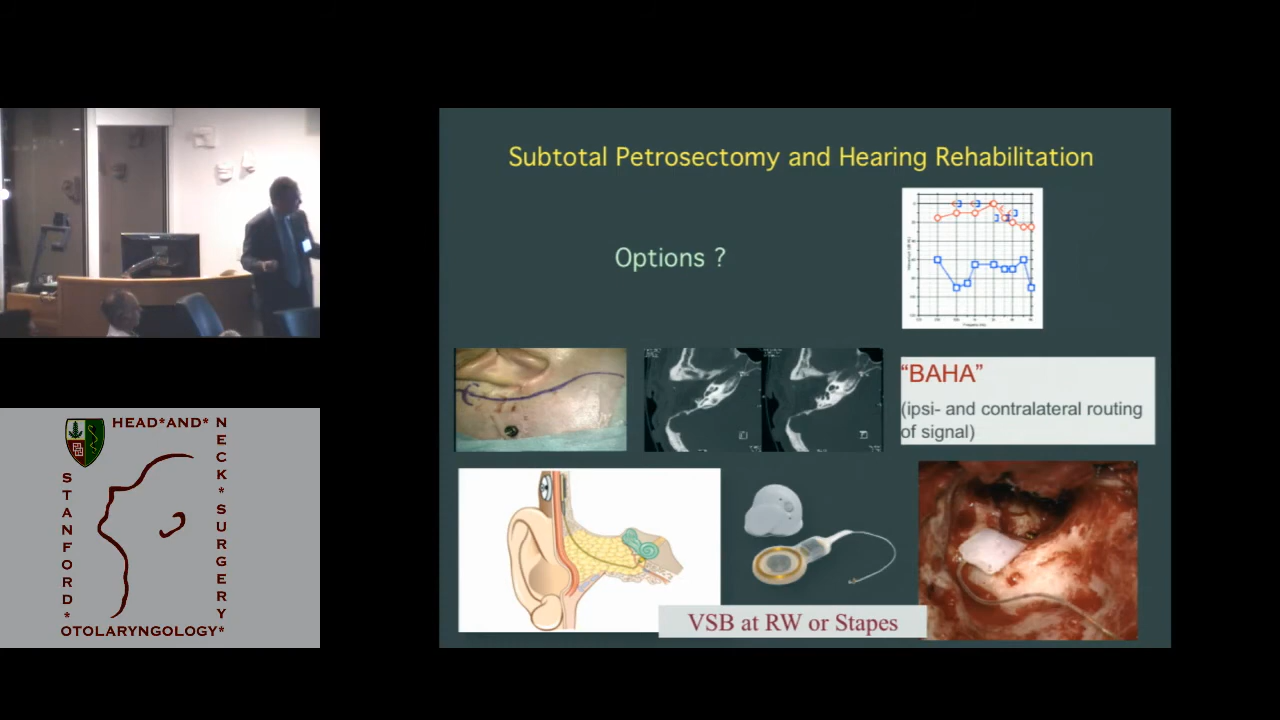 Subtotal Petrosectomy and Hearing Rehabilitation
Options ?
“BAHA”
(ipsi- and contralateral routing
of signal)
VSB at RW or Stapes
HEAD*AND*
NECK*SURGERY*
STANFORD*
OTOLARYNGOLOGY*